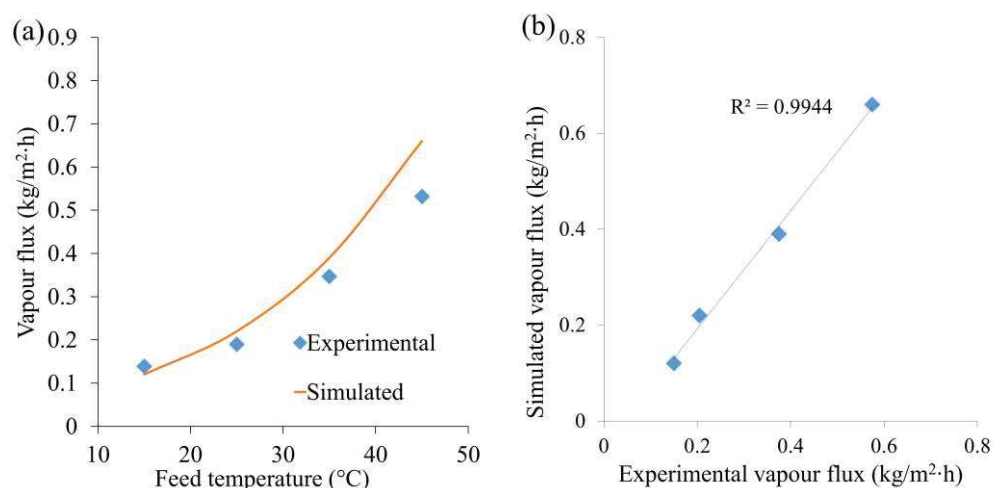 (a)
0.9
0.8
0.7
0.6
0.5
0.4
0.3
0.2
0.1
0
Vapour flux (kg/m²·h)
Experimental
Simulated
10 20 30 40 50
Feed temperature (°C)
(b)
0.8
0.6
0.4
0.2
0
Simulated vapour flux (kg/m²·h)
R² = 0.9944
0 0.2 0.4 0.6 0.8
Experimental vapour flux (kg/m²·h)